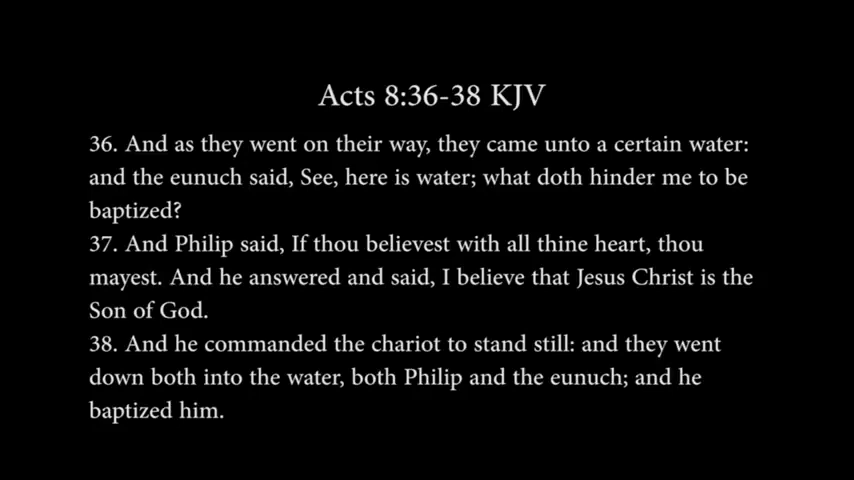 Acts 8:36-38 KJV
36. And as they went on their way, they came unto a certain water:
and the eunuch said, See, here is water; what doth hinder me to be
baptized?
37. And Philip said, If thou believest with all thine heart, thou
mayest. And he answered and said, I believe that Jesus Christ is the
Son of God.
38. And he commanded the chariot to stand still: and they went
down both into the water, both Philip and the eunuch; and he
baptized him.